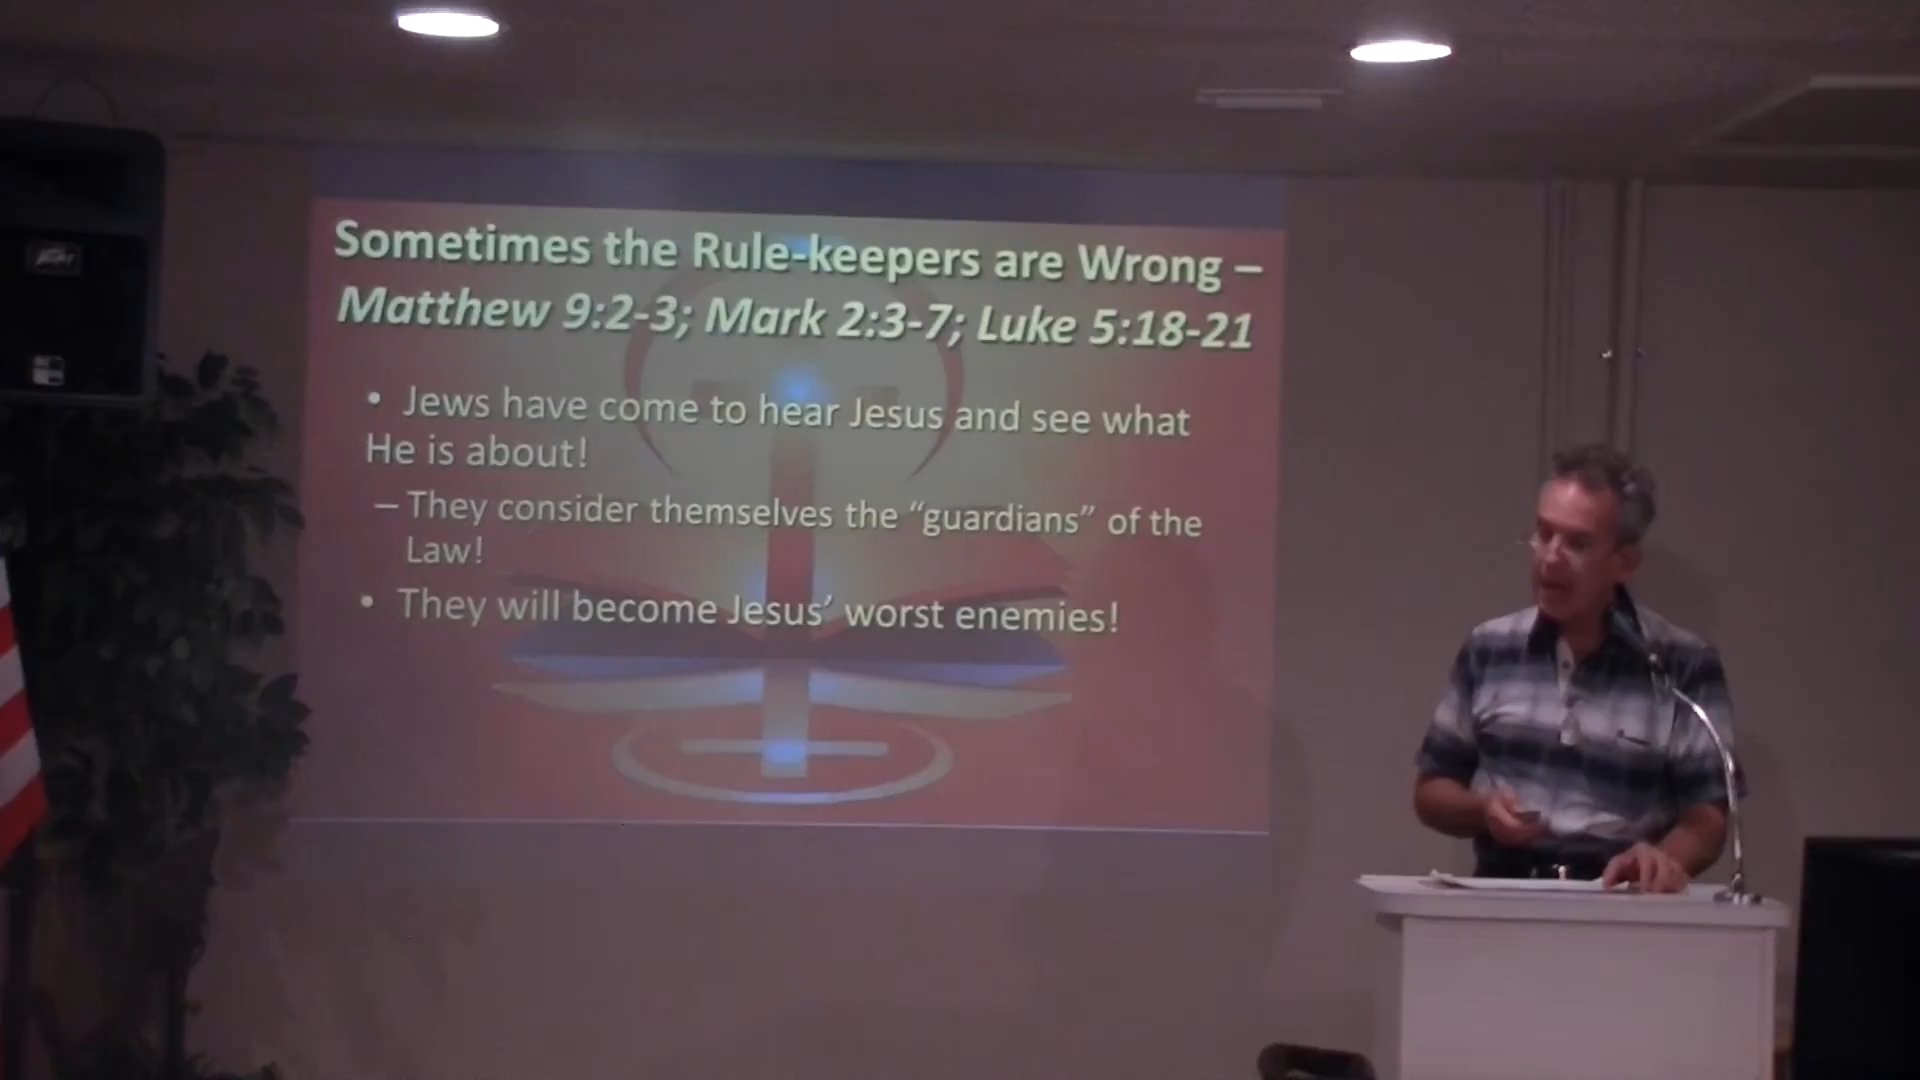 Sometimes the Rule-keepers are Wrong –
Matthew 9:2-3; Mark 2:3-7; Luke 5:18-21
• Jews have come to hear Jesus and see what
He is about!
– They consider themselves the “guardians” of the
Law!
• They will become Jesus’ worst enemies!